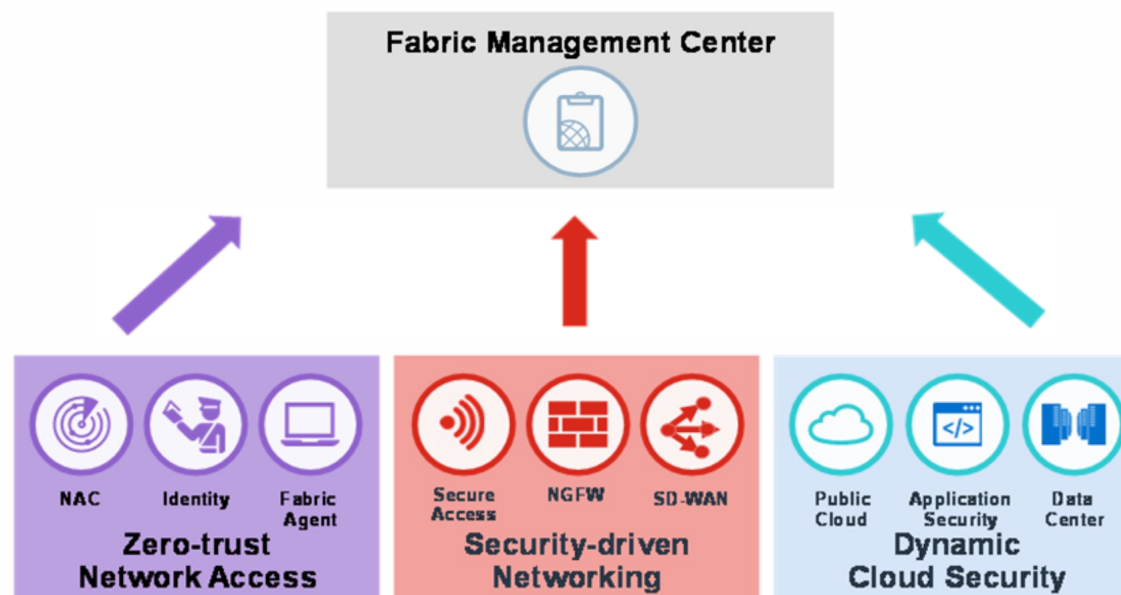 Fabric Management Center
NAC
Identity
Fabric
Agent
Zero-trust
Network Access
Secure
Access
NGFW
SD-WAN
Security-driven
Networking
</>
Public
Cloud
Application
Security
Data
Center
Dynamic
Cloud Security